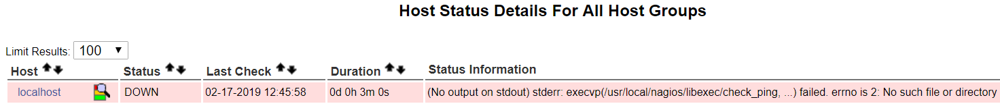 Host Status Details For All Host Groups
Limit Results: 100
Host Status Last Check Duration Status Information
localhost DOWN 02-17-2019 12:45:58 0d 0h 3m 0s (No output on stdout) stderr: execvp(/usr/local/nagios/libexec/check_ping, ...) failed. errno is 2: No such file or directory